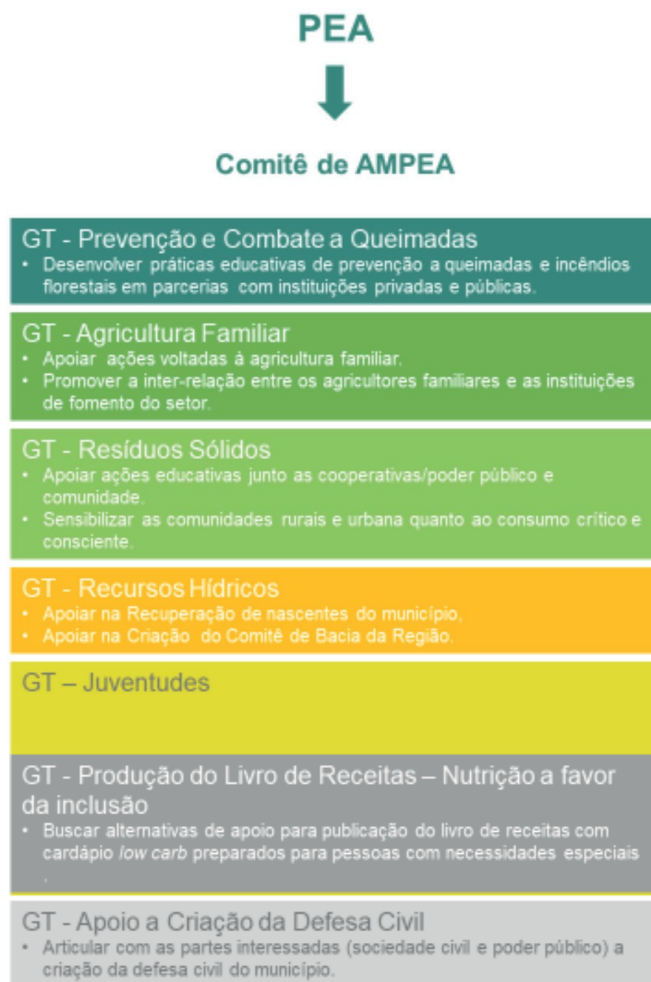 PEA
Comitê de AMPEA
GT - Prevenção e Combate a Queimadas
• Desenvolver práticas educativas de prevenção a queimadas e incêndios
florestais em parcerias com instituições privadas e públicas.
GT - Agricultura Familiar
• Apoiar ações voltadas à agricultura familiar.
• Promover a inter-relação entre os agricultores familiares e as instituições
de fomento do setor.
GT - Resíduos Sólidos
• Apoiar ações educativas junto as cooperativas/poder público e
comunidade.
• Sensibilizar as comunidades rurais e urbana quanto ao consumo crítico e
consciente.
GT - Recursos Hídricos
• Apoiar na Recuperação de nascentes do município,
• Apoiar na Criação do Comitê de Bacia da Região.
GT – Juventudes
GT - Produção do Livro de Receitas – Nutrição a favor
da inclusão
• Buscar alternativas de apoio para publicação do livro de receitas com
cardápio low carb preparados para pessoas com necessidades especiais
.
GT - Apoio a Criação da Defesa Civil
• Articular com as partes interessadas (sociedade civil e poder público) a
criação da defesa civil do município.